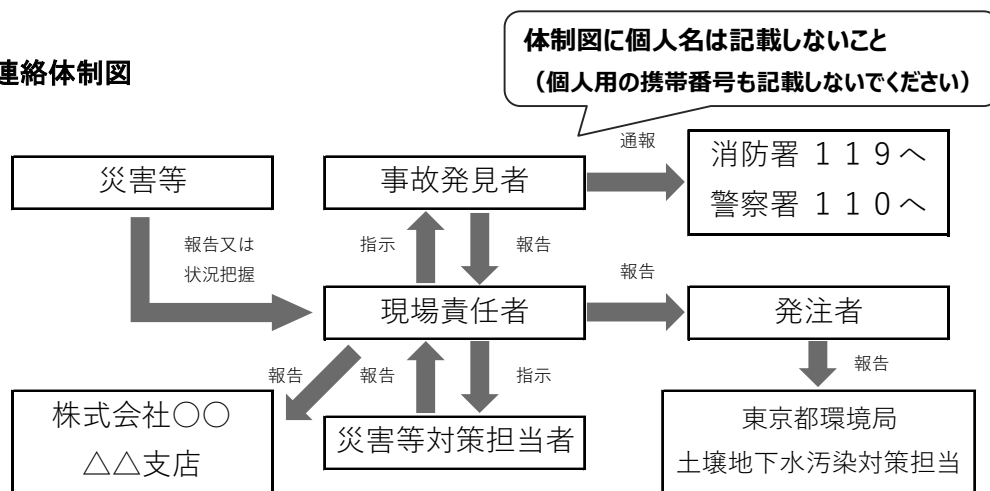 体制図に個人名は記載しないこと
（個人用の携帯番号も記載しないでください）
連絡体制図
通報
災害等
事故発見者
消防署 １１９へ
警察署 １１０へ
報告又は
状況把握
指示
報告
報告
現場責任者
発注者
報告
報告
指示
報告
株式会社○○
△△支店
災害等対策担当者
東京都環境局
土壌地下水汚染対策担当